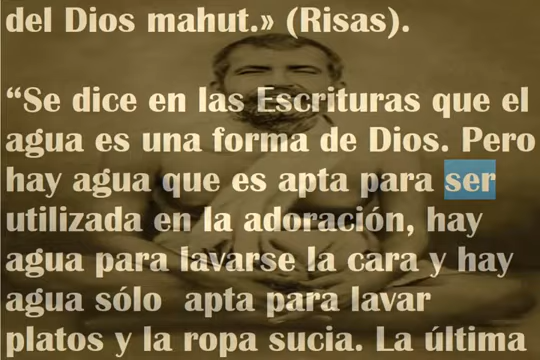 del Dios mahut.» (Risas).
“Se dice en las Escrituras que el
agua es una forma de Dios. Pero
hay agua que es apta para ser
utilizada en la adoración, hay
agua para lavarse la cara y hay
agua sólo apta para lavar
platos y la ropa sucia. La última